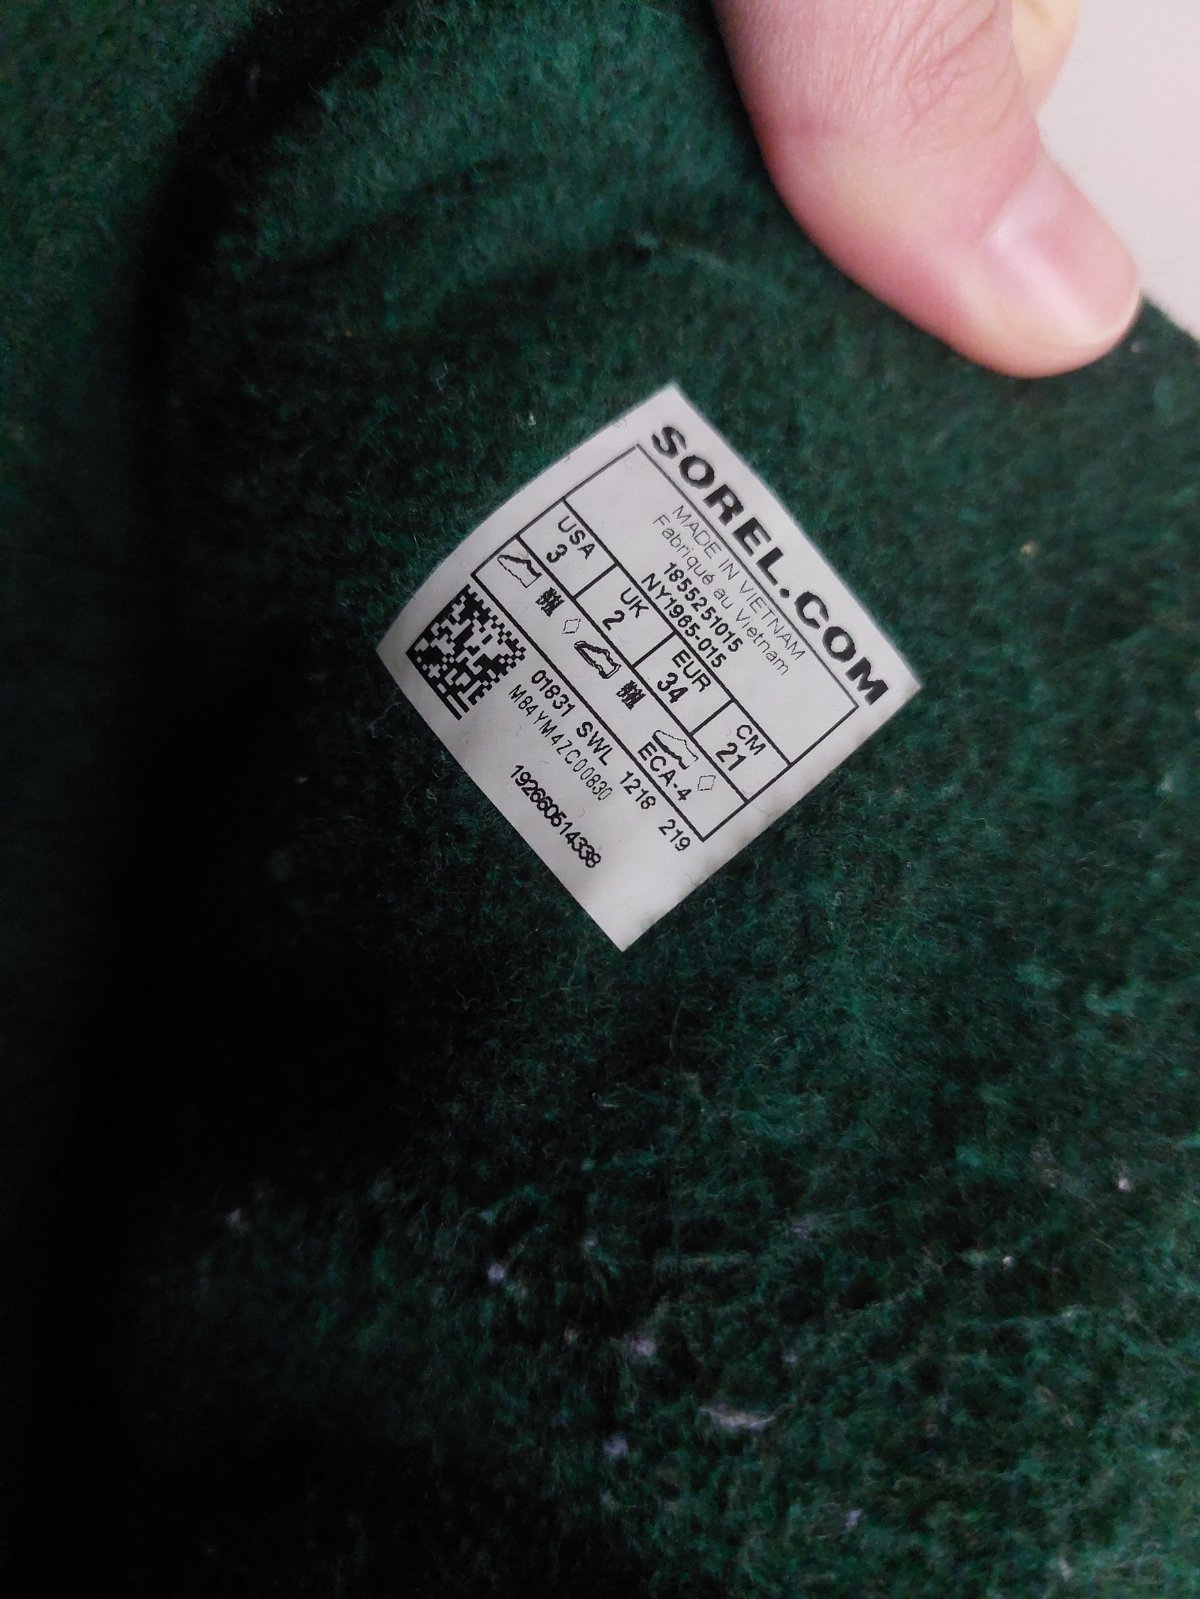 SOREL.COM
MADE IN VIETNAM
Fabriqué au Vietnam
1855251015
NY1965-015
USA UK EUR CM
3 2 34 21
ECA-4
01831 SWL 1218 219
M84YM4ZC00830
192660514338